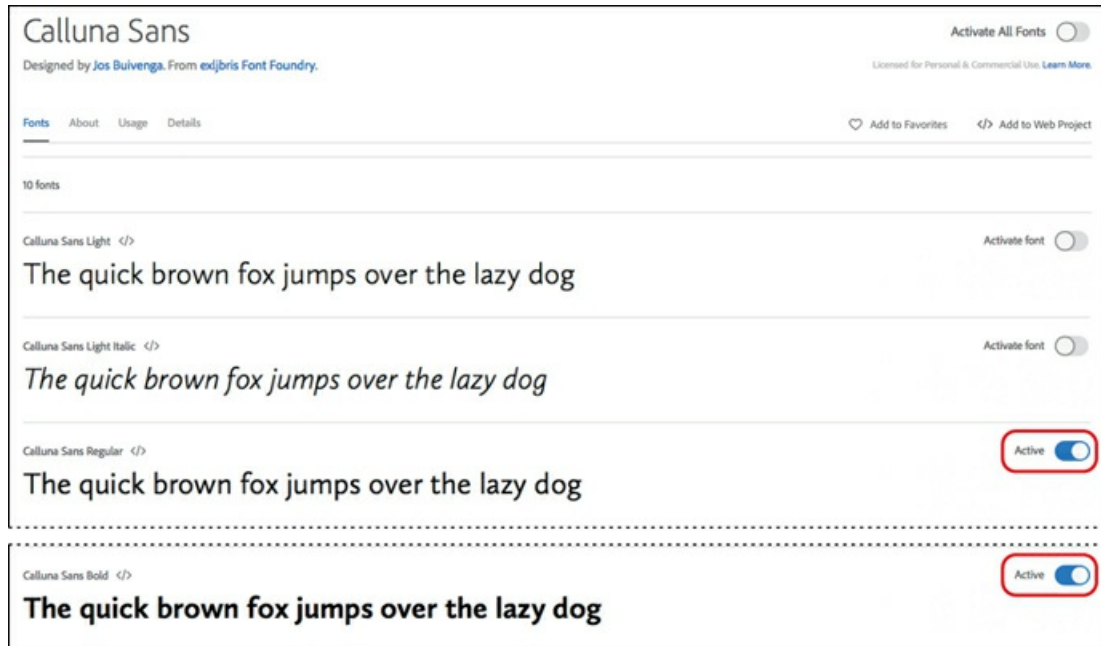 Calluna Sans
Activate All Fonts
Designed by Jos Buivenga. From exljbris Font Foundry.
Licensed for Personal & Commercial Use. Learn More.
Fonts About Usage Details
Add to Favorites </> Add to Web Project
10 fonts
Calluna Sans Light </>
Activate font
The quick brown fox jumps over the lazy dog
Calluna Sans Light Italic </>
Activate font
The quick brown fox jumps over the lazy dog
Calluna Sans Regular </>
Active
The quick brown fox jumps over the lazy dog
Calluna Sans Bold </>
Active
The quick brown fox jumps over the lazy dog